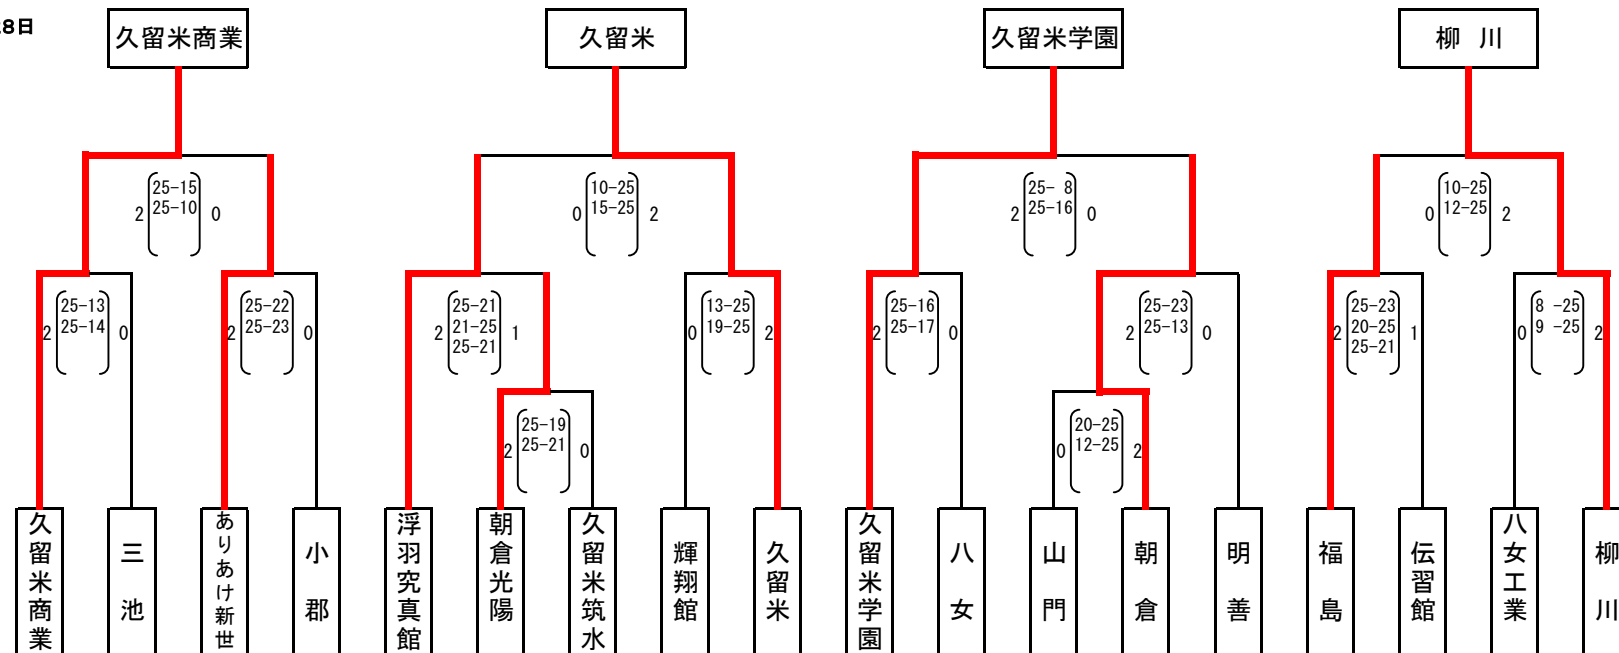 8日
久留米商業
久留米
久留米学園
柳 川
2 25-15 0
25-10
0 10-25 2
15-25
2 25- 8 0
25-16
0 10-25 2
12-25
2 25-13 0
25-14
2 25-22 0
25-23
2 25-21 1
21-25
25-21
0 13-25 2
19-25
2 25-16 0
25-17
2 25-23 0
25-13
2 25-23 1
20-25
25-21
0 8 -25 2
9 -25
2 25-19 0
25-21
0 20-25 2
12-25
久留米商業
三池
ありあけ新世
小郡
浮羽究真館
朝倉光陽
久留米筑水
輝翔館
久留米
久留米学園
八女
山門
朝倉
明善
福島
伝習館
八女工業
柳川